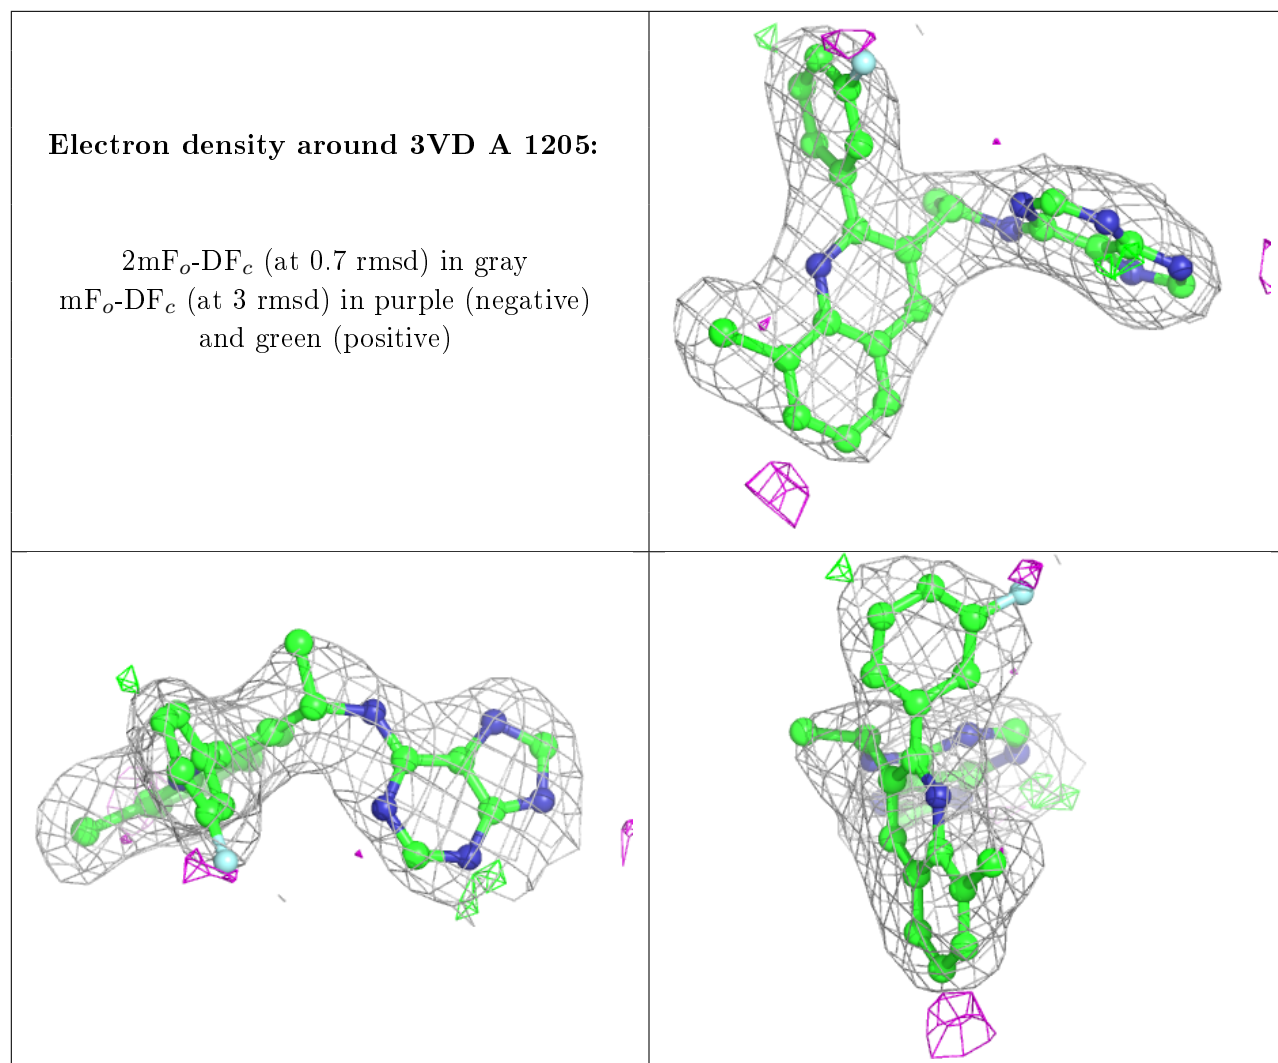 Electron density around 3VD A 1205:
2mFₒ-DF𝒸 (at 0.7 rmsd) in gray
mFₒ-DF𝒸 (at 3 rmsd) in purple (negative)
and green (positive)